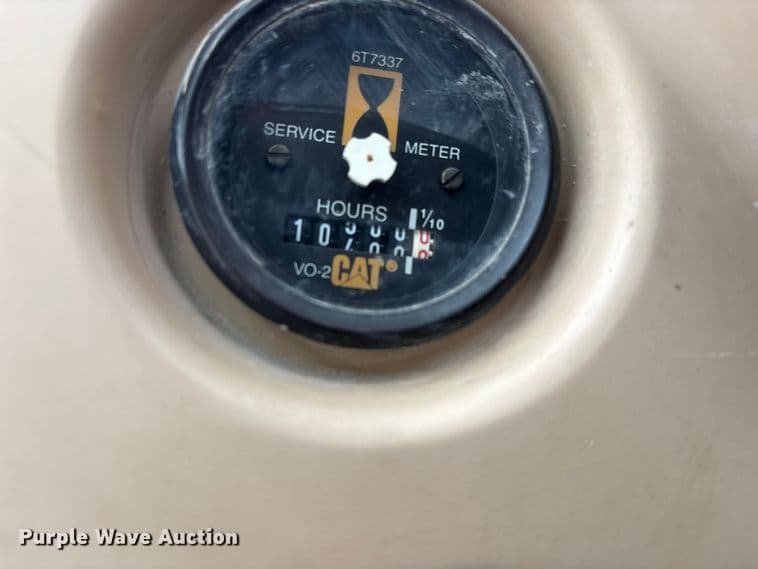 6T7337
SERVICE METER
HOURS 1/10
10
VO-2 CAT®
Purple Wave Auction